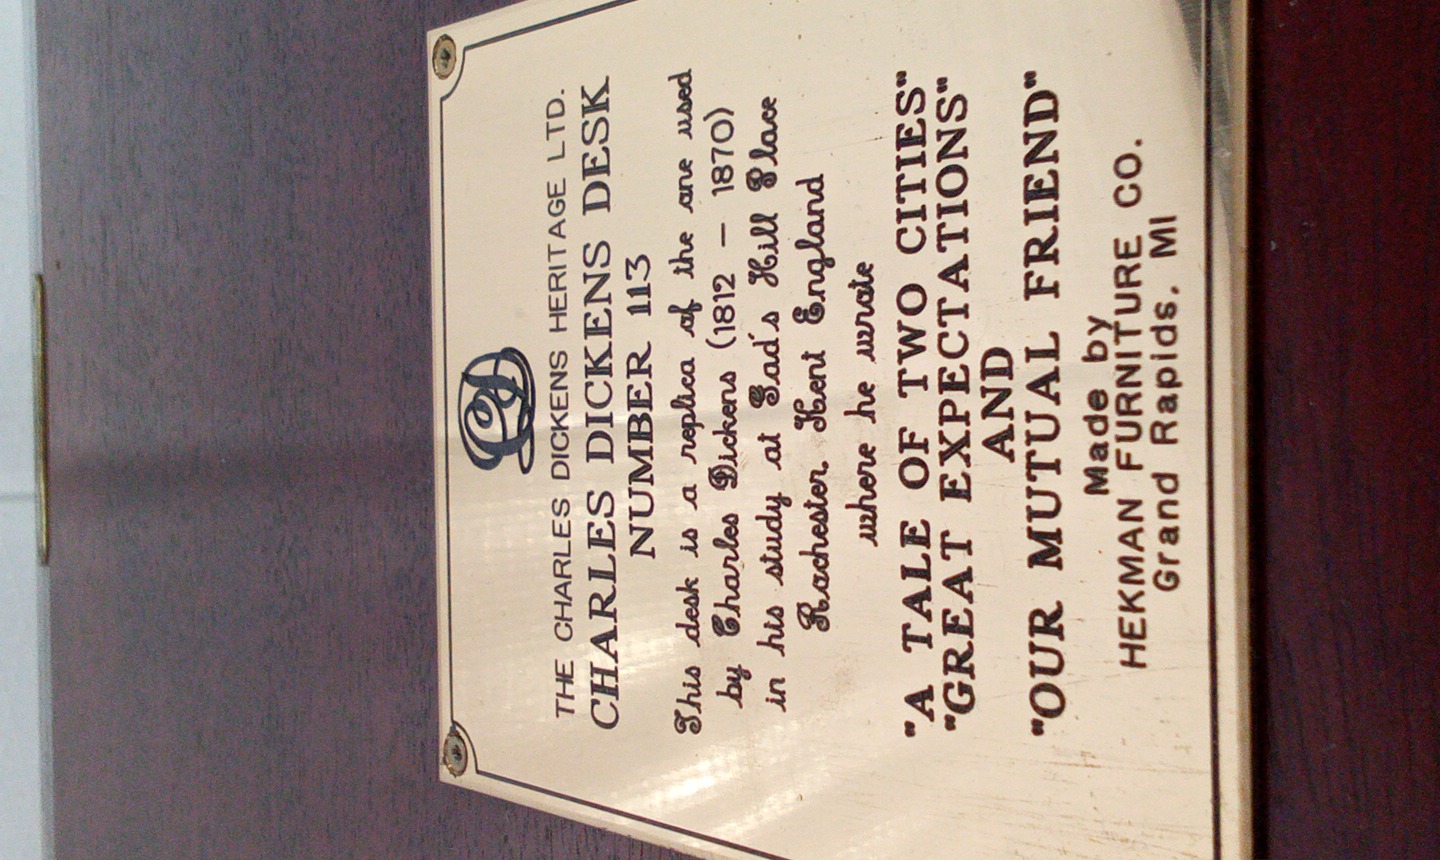 CD
THE CHARLES DICKENS HERITAGE LTD.
CHARLES DICKENS DESK
NUMBER 113
This desk is a replica of the one used
by Charles Dickens (1812 – 1870)
in his study at Gad's Hill Place
Rochester, Kent England
where he wrote
"A TALE OF TWO CITIES"
"GREAT EXPECTATIONS"
AND
"OUR MUTUAL FRIEND"
Made by
HEKMAN FURNITURE CO.
Grand Rapids, MI